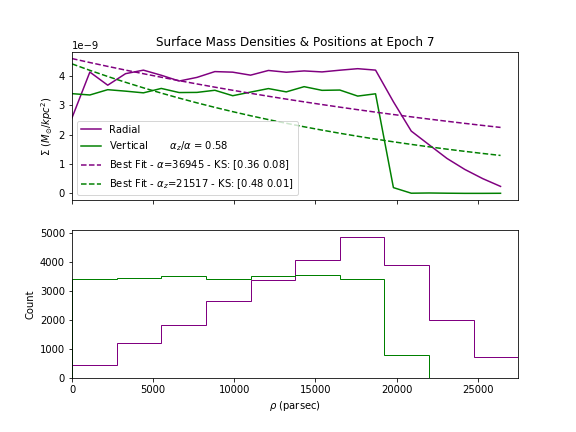 Surface Mass Densities & Positions at Epoch 7
1e−9
Σ (M⊙/kpc²)
4
3
2
1
0
Radial
Vertical αz/α = 0.58
Best Fit - α=36945 - KS: [0.36 0.08]
Best Fit - αz=21517 - KS: [0.48 0.01]
Count
5000
4000
3000
2000
1000
0
0 5000 10000 15000 20000 25000
ρ (parsec)